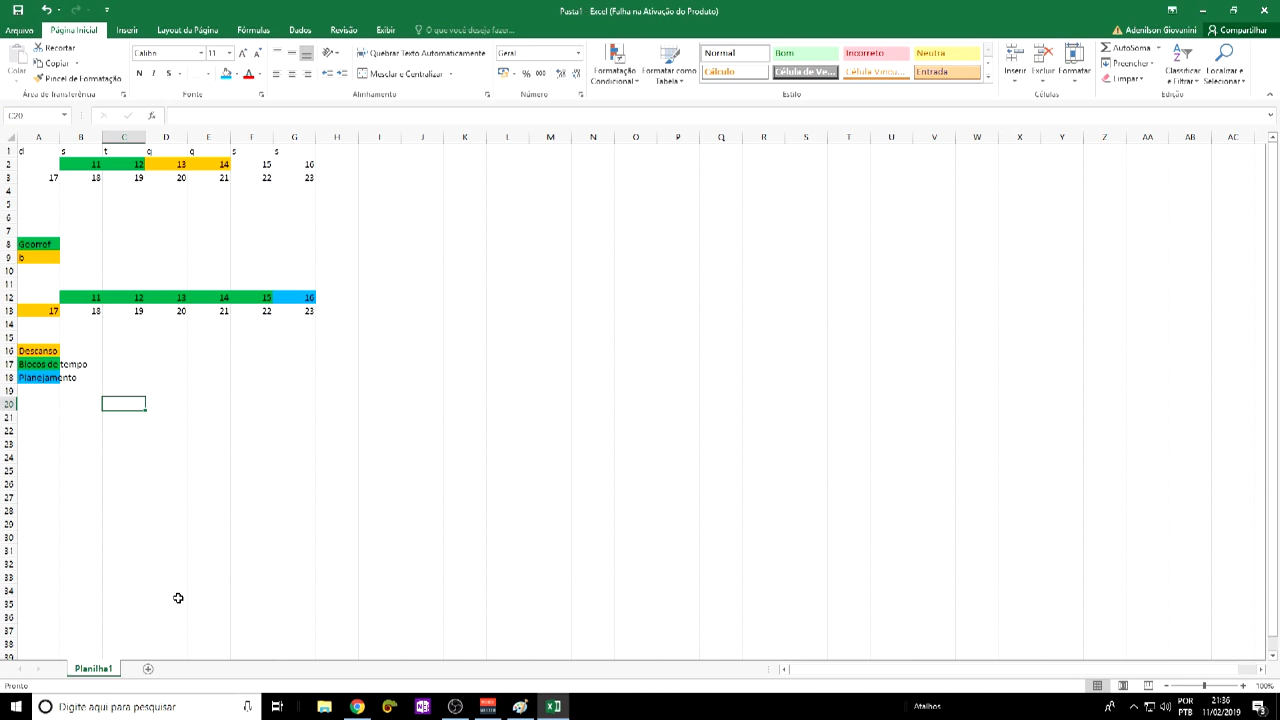 Pasta1 - Excel (Falha na Ativação do Produto)
Arquivo Página Inicial Inserir Layout da Página Fórmulas Dados Revisão Exibir O que você deseja fazer... Adenilson Giovanini Compartilhar
Colar Recortar Copiar Pincel de Formatação
Área de Transferência
Calibri 11
N I S
Fonte
Quebrar Texto Automaticamente
Mesclar e Centralizar
Alinhamento
Geral
% 000
Número
Formatação Condicional Formatar como Tabela
Normal Bom Incorreto Neutra
Cálculo Célula de Ve... Célula Vincu... Entrada
Estilo
Inserir Excluir Formatar
Células
AutoSoma
Preencher
Limpar
Classificar e Filtrar Localizar e Selecionar
Edição
C20 fx
A B C D E F G H I J K L M N O P Q R S T U V W X Y Z AA AB AC
1 d s t q q s s
2 11 12 13 14 15 16
3 17 18 19 20 21 22 23
4
5
6
7
8 Georref
9 b
10
11
12 11 12 13 14 15 16
13 17 18 19 20 21 22 23
14
15
16 Descanso
17 Blocos de tempo
18 Planejamento
19
20
21
22
23
24
25
26
27
28
29
30
31
32
33
34
35
36
37
38
39
Planilha1
Pronto 100%
Digite aqui para pesquisar Atalhos POR 21:36
PTB 11/02/2019